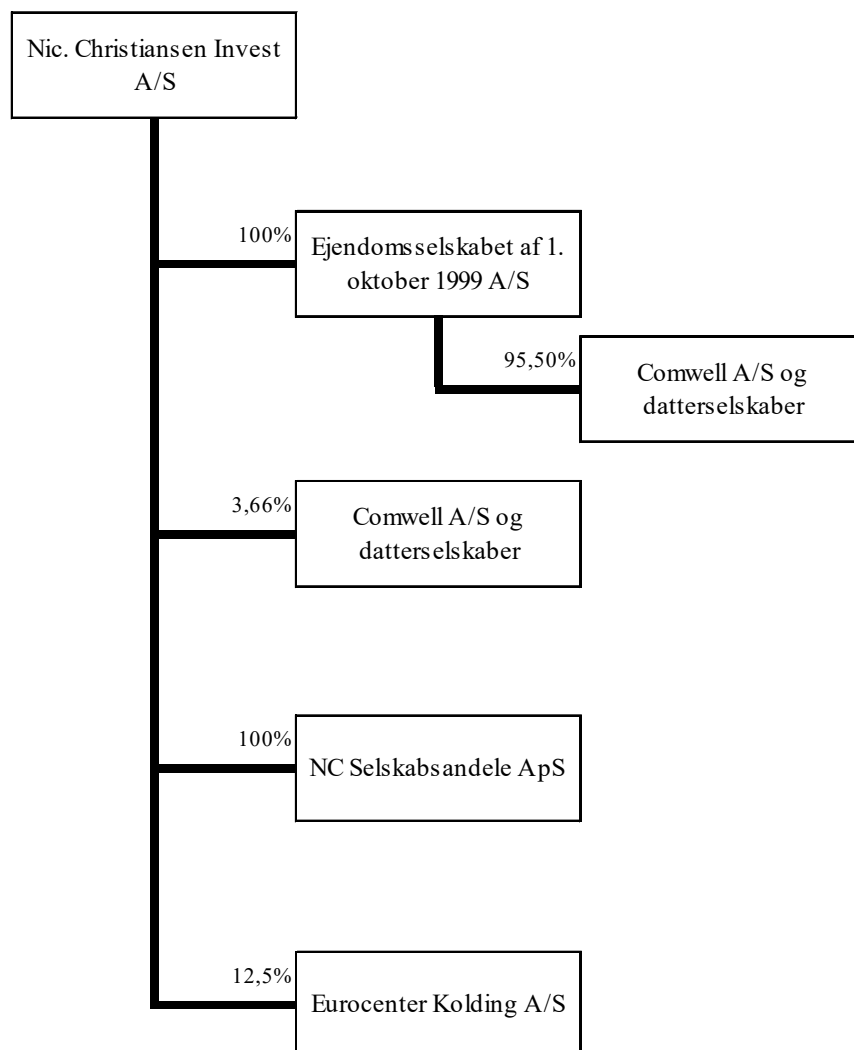 Nic. Christiansen Invest
A/S
100%
Ejendomsselskabet af 1.
oktober 1999 A/S
95,50%
Comwell A/S og
datterselskaber
3,66%
Comwell A/S og
datterselskaber
100%
NC Selskabsandele ApS
12,5%
Eurocenter Kolding A/S